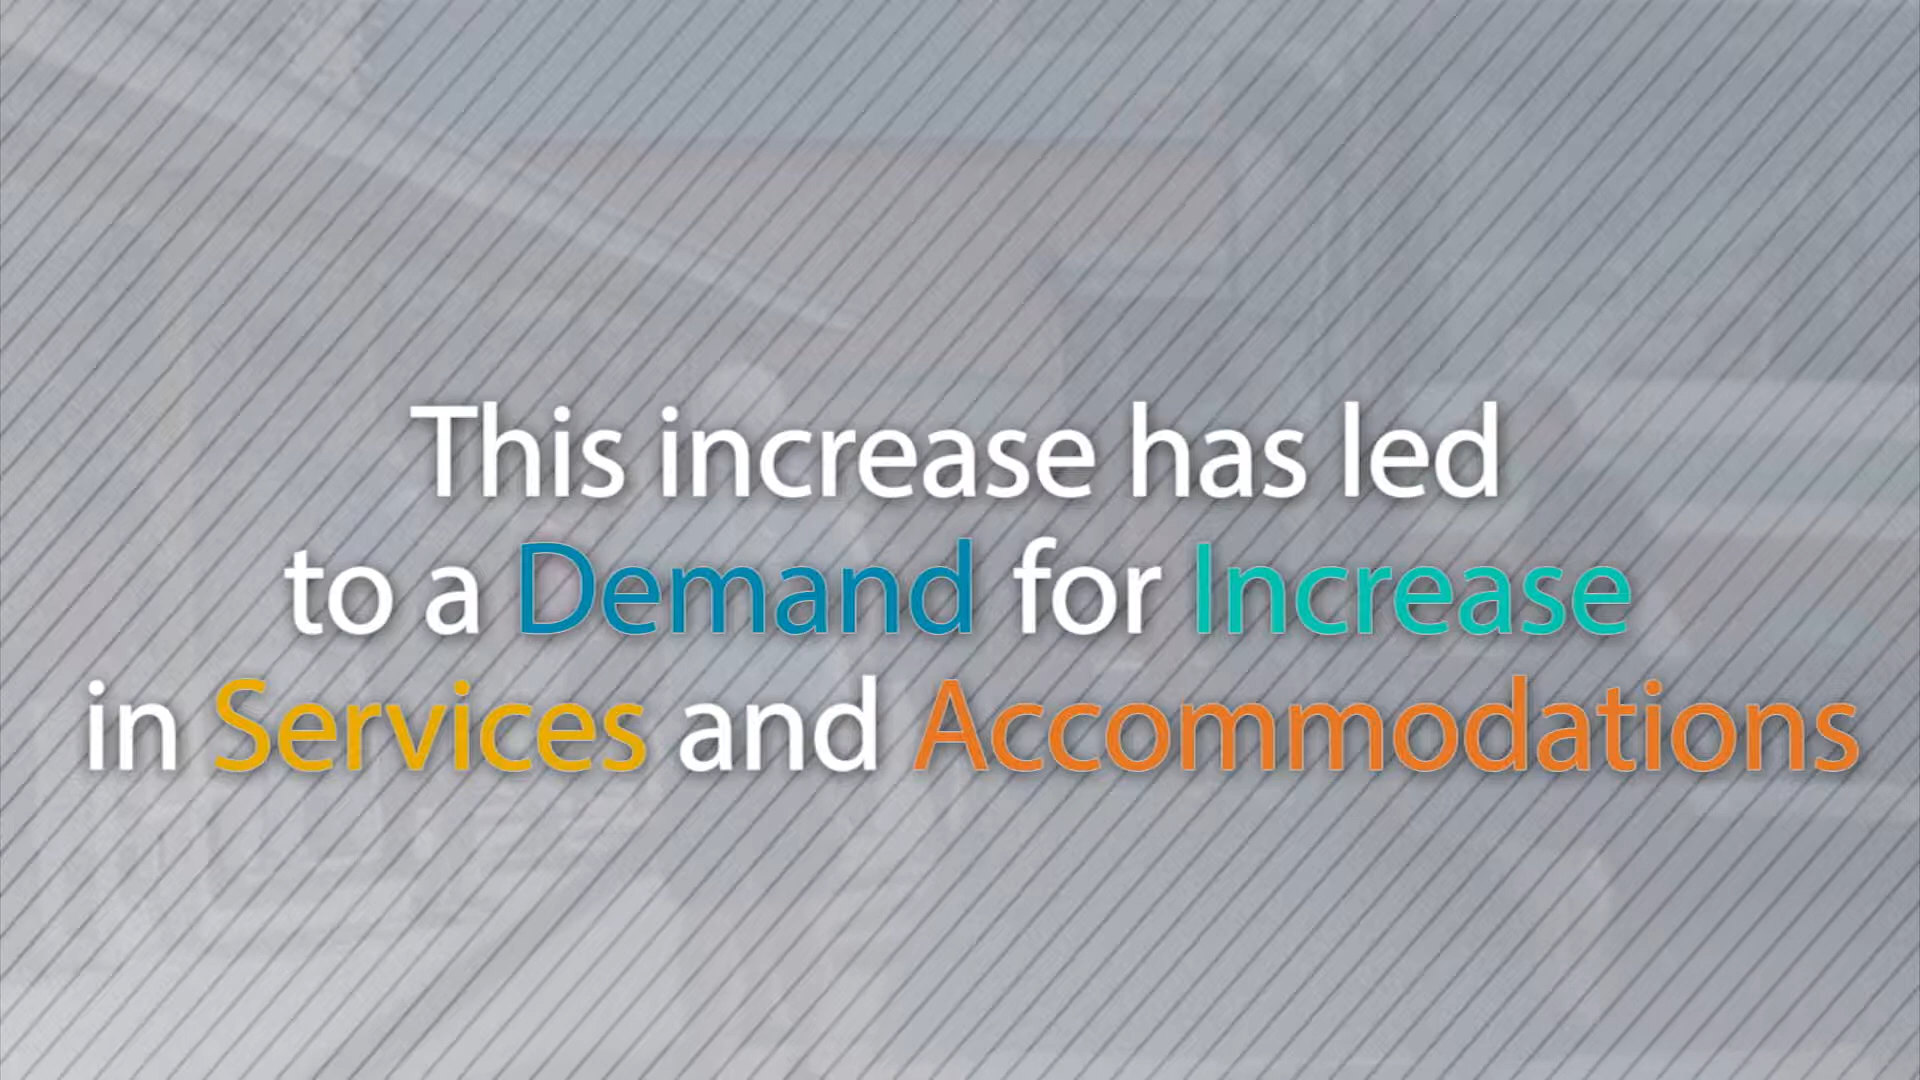 This increase has led
to a Demand for Increase
in Services and Accommodations